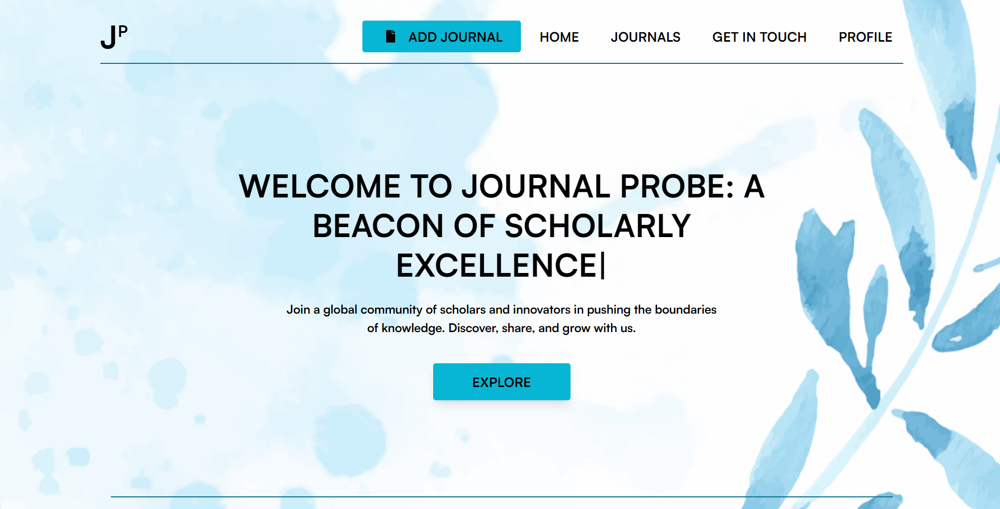 JP
ADD JOURNAL HOME JOURNALS GET IN TOUCH PROFILE
WELCOME TO JOURNAL PROBE: A
BEACON OF SCHOLARLY
EXCELLENCE|
Join a global community of scholars and innovators in pushing the boundaries
of knowledge. Discover, share, and grow with us.
EXPLORE